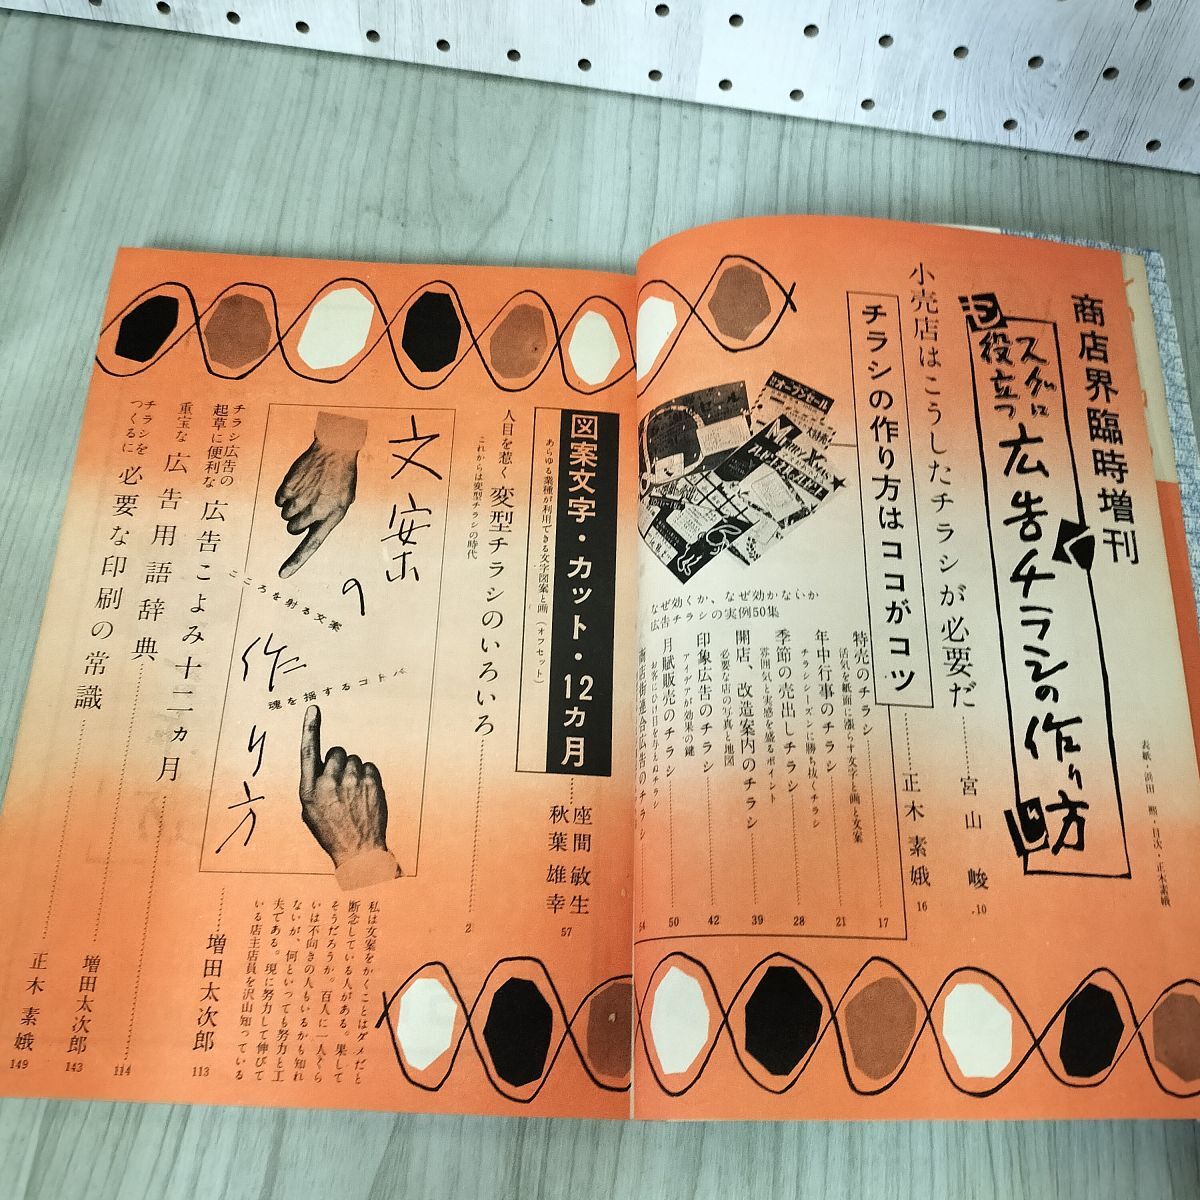 商店界臨時増刊
スグに役立つ
広告チラシの作り方
表紙・浜田 熙・目次・正木素娥
小売店はこうしたチラシが必要だ 宮山 峻 10
チラシの作り方はココがコツ 正木素娥 16
オープンセール
なぜ効くか、なぜ効かないか
広告チラシの実例50集
特売のチラシ 17
活気を紙面に漲らす文字と画と文案
年中行事のチラシ 21
チラシシーズンに勝ち抜くチラシ
季節の売出しチラシ 28
雰囲気と実感を盛るポイント
開店、改造案内のチラシ 39
必要な店の写真と地図
印象広告のチラシ 42
アイデアが効果の鍵
月賦販売のチラシ 50
お客にひけ目を与えぬチラシ
商店街連合広告のチラシ 54
図案文字・カット・12ヵ月
座間敏生
秋葉雄幸 57
あらゆる業種が利用できる文字図案と画(オフセット)
人目を惹く変型チラシのいろいろ 2
これからは変型チラシの時代
文案の作り方
こころを射る文案
魂を揺するコトバ
増田太次郎 113
私は文案をかくことはダメだと
断念している人がある。果して
そうだろうか。百人に一人くら
いは不向きの人もいるかも知れ
ないが、何といっても努力と工
夫である。現に努力して伸びて
いる店主店員を沢山知っている
チラシ広告の起草に便利な広告こよみ十二ヵ月 114
重宝な広告用語辞典 増田太次郎 143
チラシをつくるに必要な印刷の常識 正木素娥 149